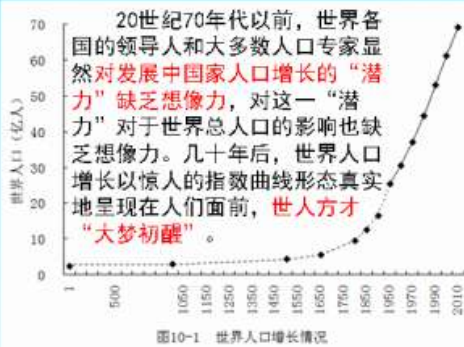 20世纪70年代以前，世界各
国的领导人和大多数人口专家显
然对发展中国家人口增长的“潜
力”缺乏想像力，对这一“潜
力”对于世界总人口的影响也缺
乏想像力。几十年后，世界人口
增长以惊人的指数曲线形态真实
地呈现在人们面前，世人方才
“大梦初醒”。
世界人口（亿人）
70
60
50
40
30
20
10
0
1 500 1050 1150 1250 1350 1450 1550 1650 1750 1850 1950 1970 1990 2010
图10-1 世界人口增长情况